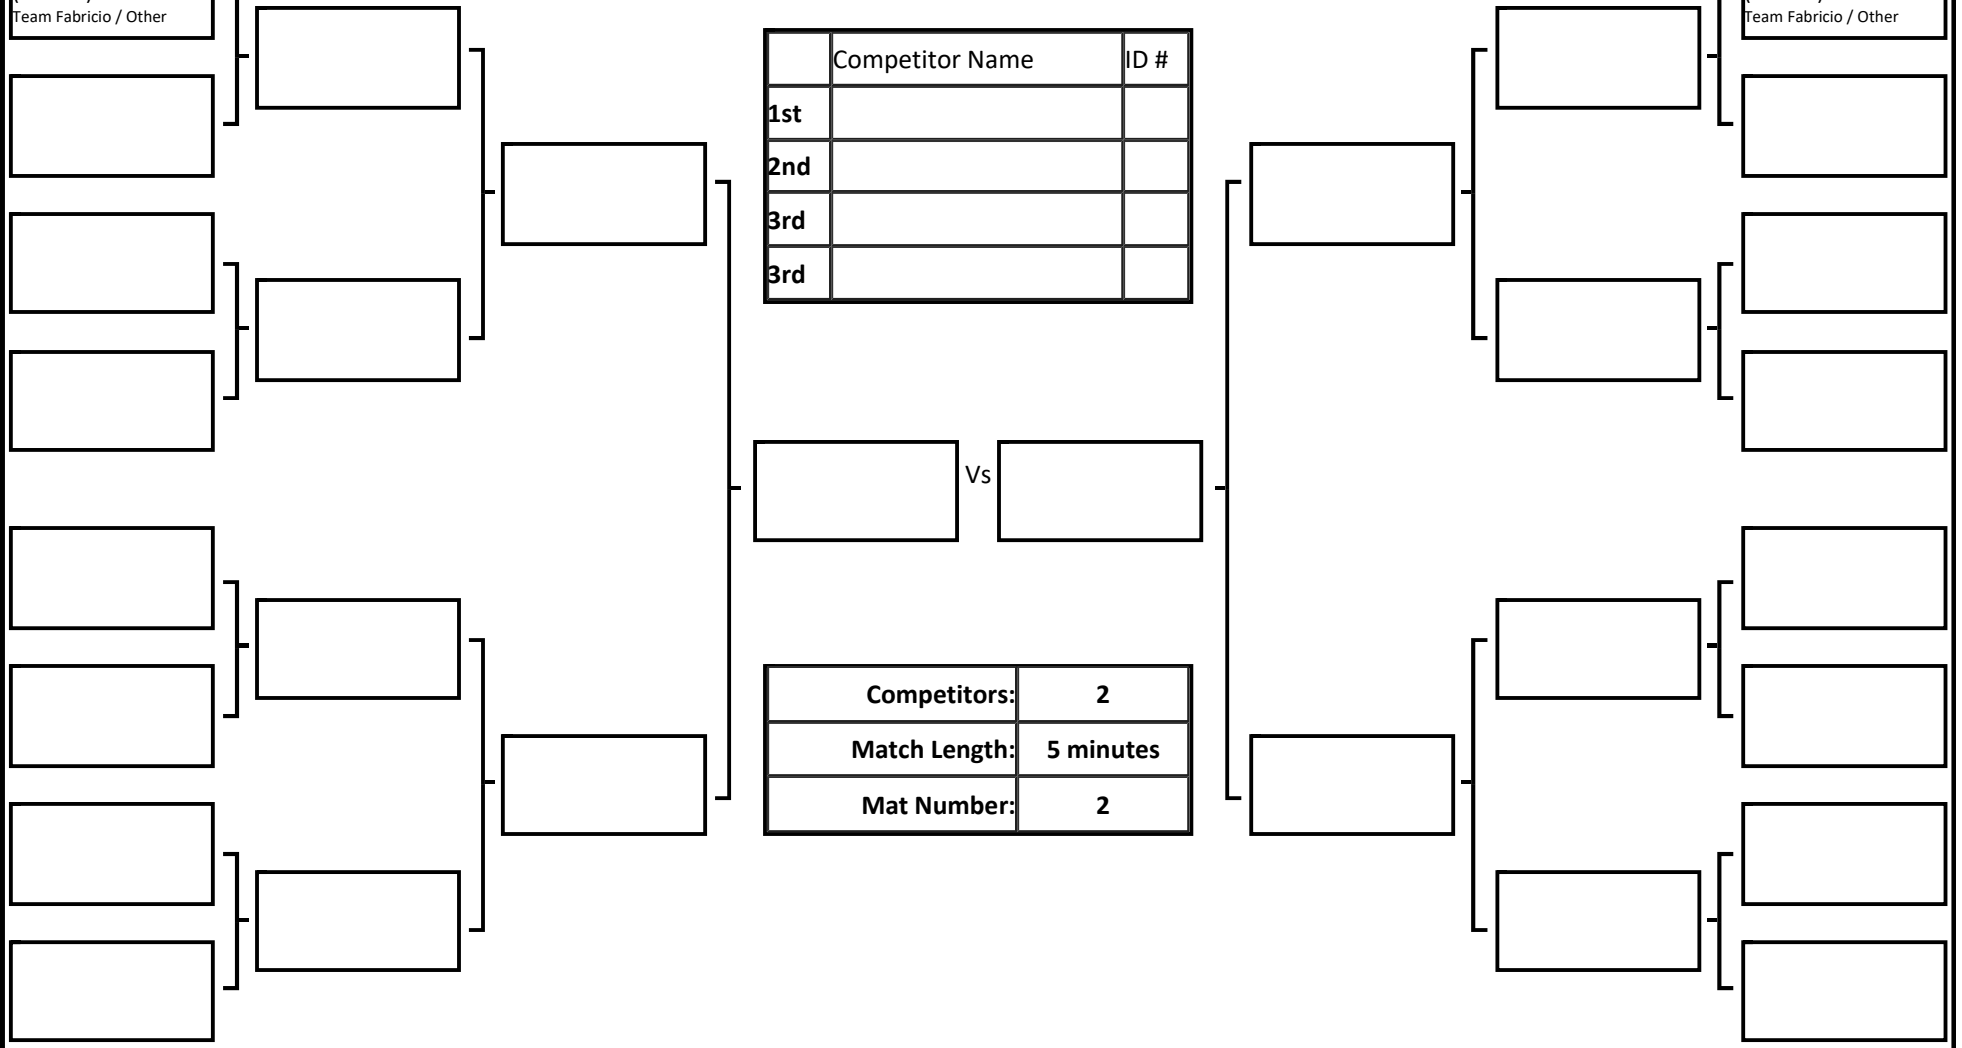 Team Fabricio / Other
Team Fabricio / Other
Competitor Name ID #
1st
2nd
3rd
3rd
Vs
Competitors: 2
Match Length: 5 minutes
Mat Number: 2